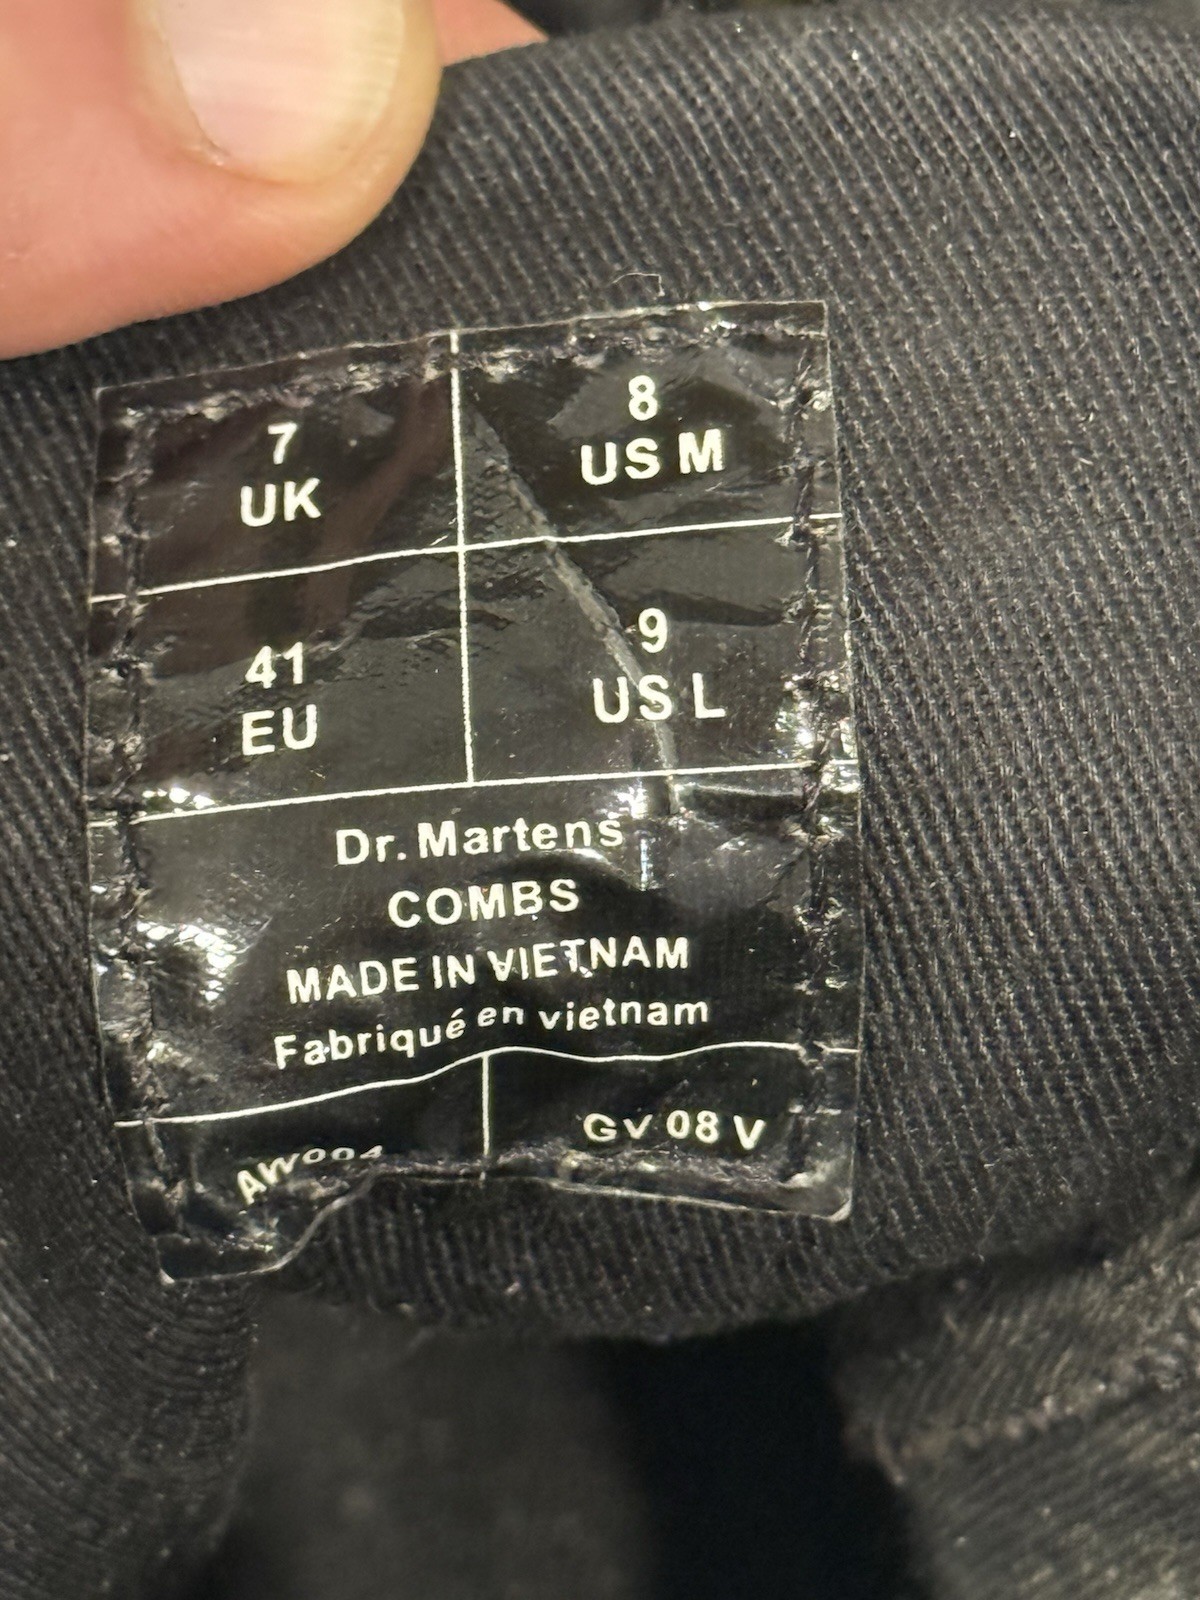 7
UK
8
US M
41
EU
9
US L
Dr. Martens
COMBS
MADE IN VIETNAM
Fabriqué en vietnam
AW004
GV 08 V